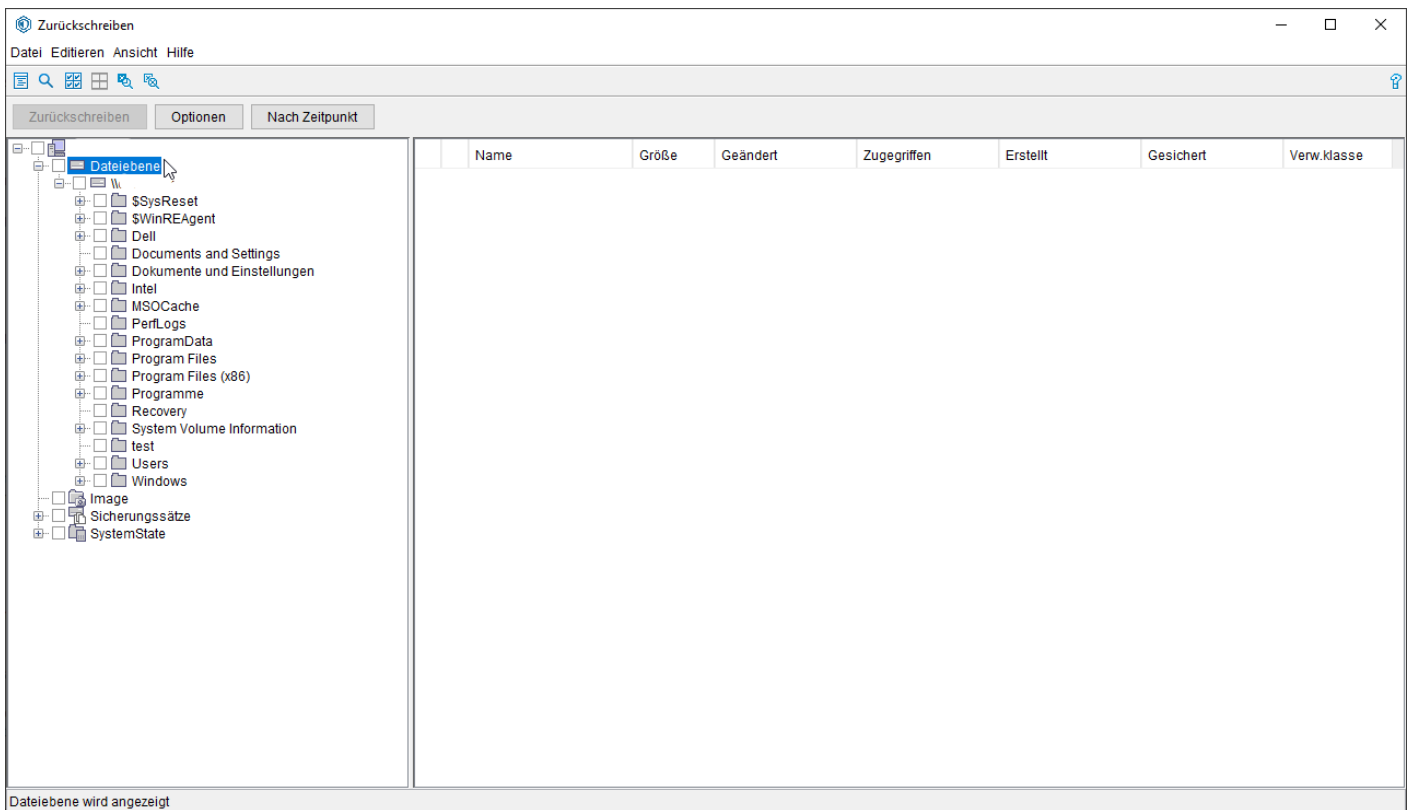 Zurückschreiben
Datei Editieren Ansicht Hilfe
Zurückschreiben Optionen Nach Zeitpunkt
Name Größe Geändert Zugegriffen Erstellt Gesichert Verw.klasse
Dateiebene
\\
$SysReset
$WinREAgent
Dell
Documents and Settings
Dokumente und Einstellungen
Intel
MSOCache
PerfLogs
ProgramData
Program Files
Program Files (x86)
Programme
Recovery
System Volume Information
test
Users
Windows
Image
Sicherungssätze
SystemState
Dateiebene wird angezeigt